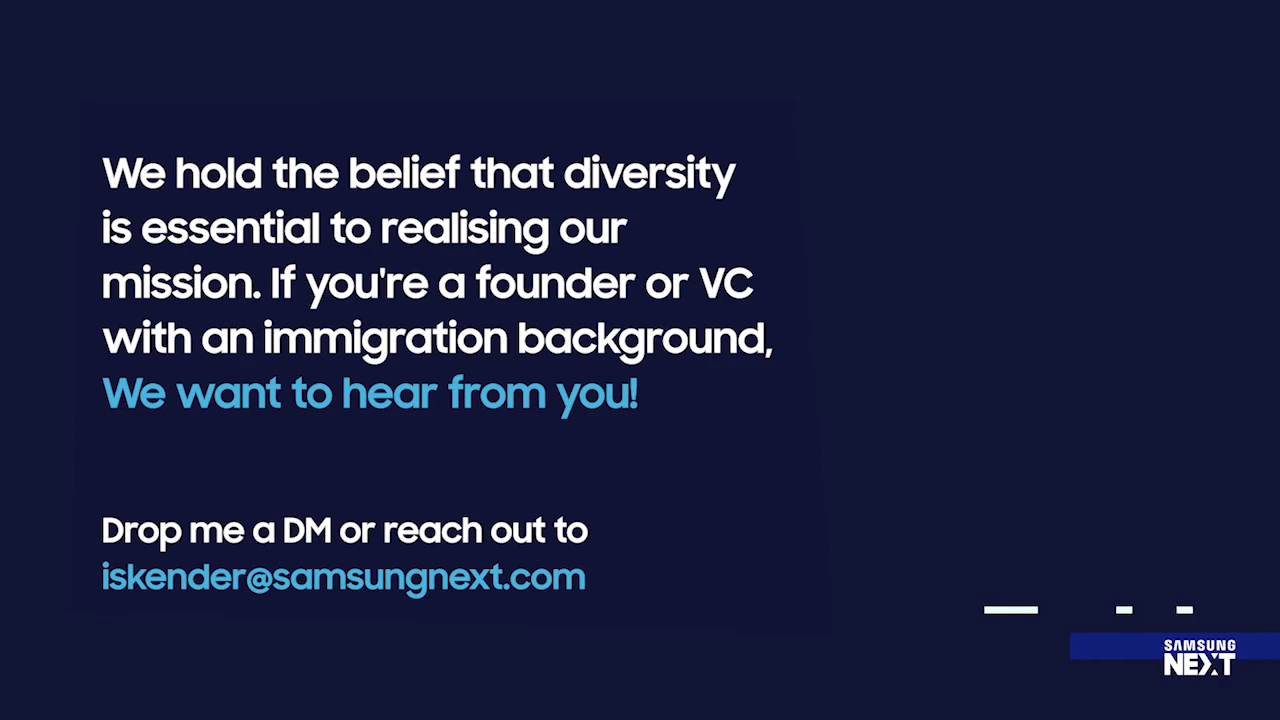 We hold the belief that diversity
is essential to realising our
mission. If you're a founder or VC
with an immigration background,
We want to hear from you!
Drop me a DM or reach out to
iskender@samsungnext.com
SAMSUNG
NEXT